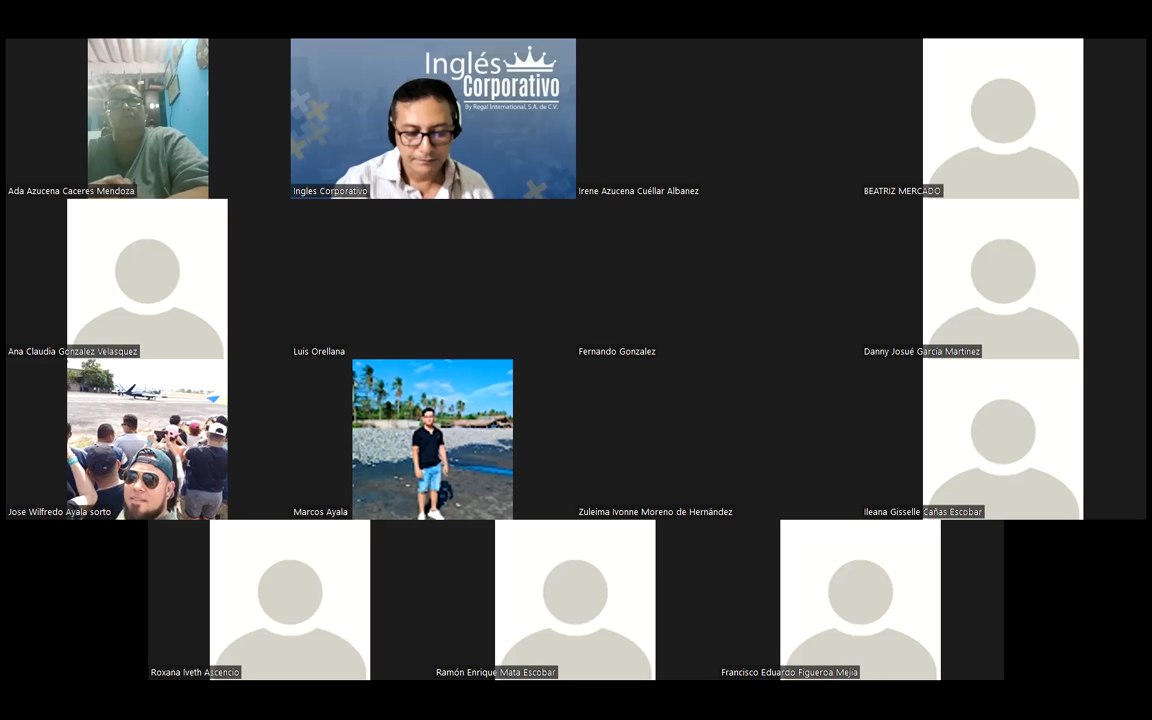 Inglés
Corporativo
By Regal International, S.A. de C.V.
Ada Azucena Caceres Mendoza
Ingles Corporativo
Irene Azucena Cuéllar Albanez
BEATRIZ MERCADO
Ana Claudia Gonzalez Velasquez
Luis Orellana
Fernando Gonzalez
Danny Josué García Martínez
Jose Wilfredo Ayala sorto
Marcos Ayala
Zuleima Ivonne Moreno de Hernández
Ileana Gisselle Cañas Escobar
Roxana Iveth Ascencio
Ramón Enrique Mata Escobar
Francisco Eduardo Figueroa Mejía